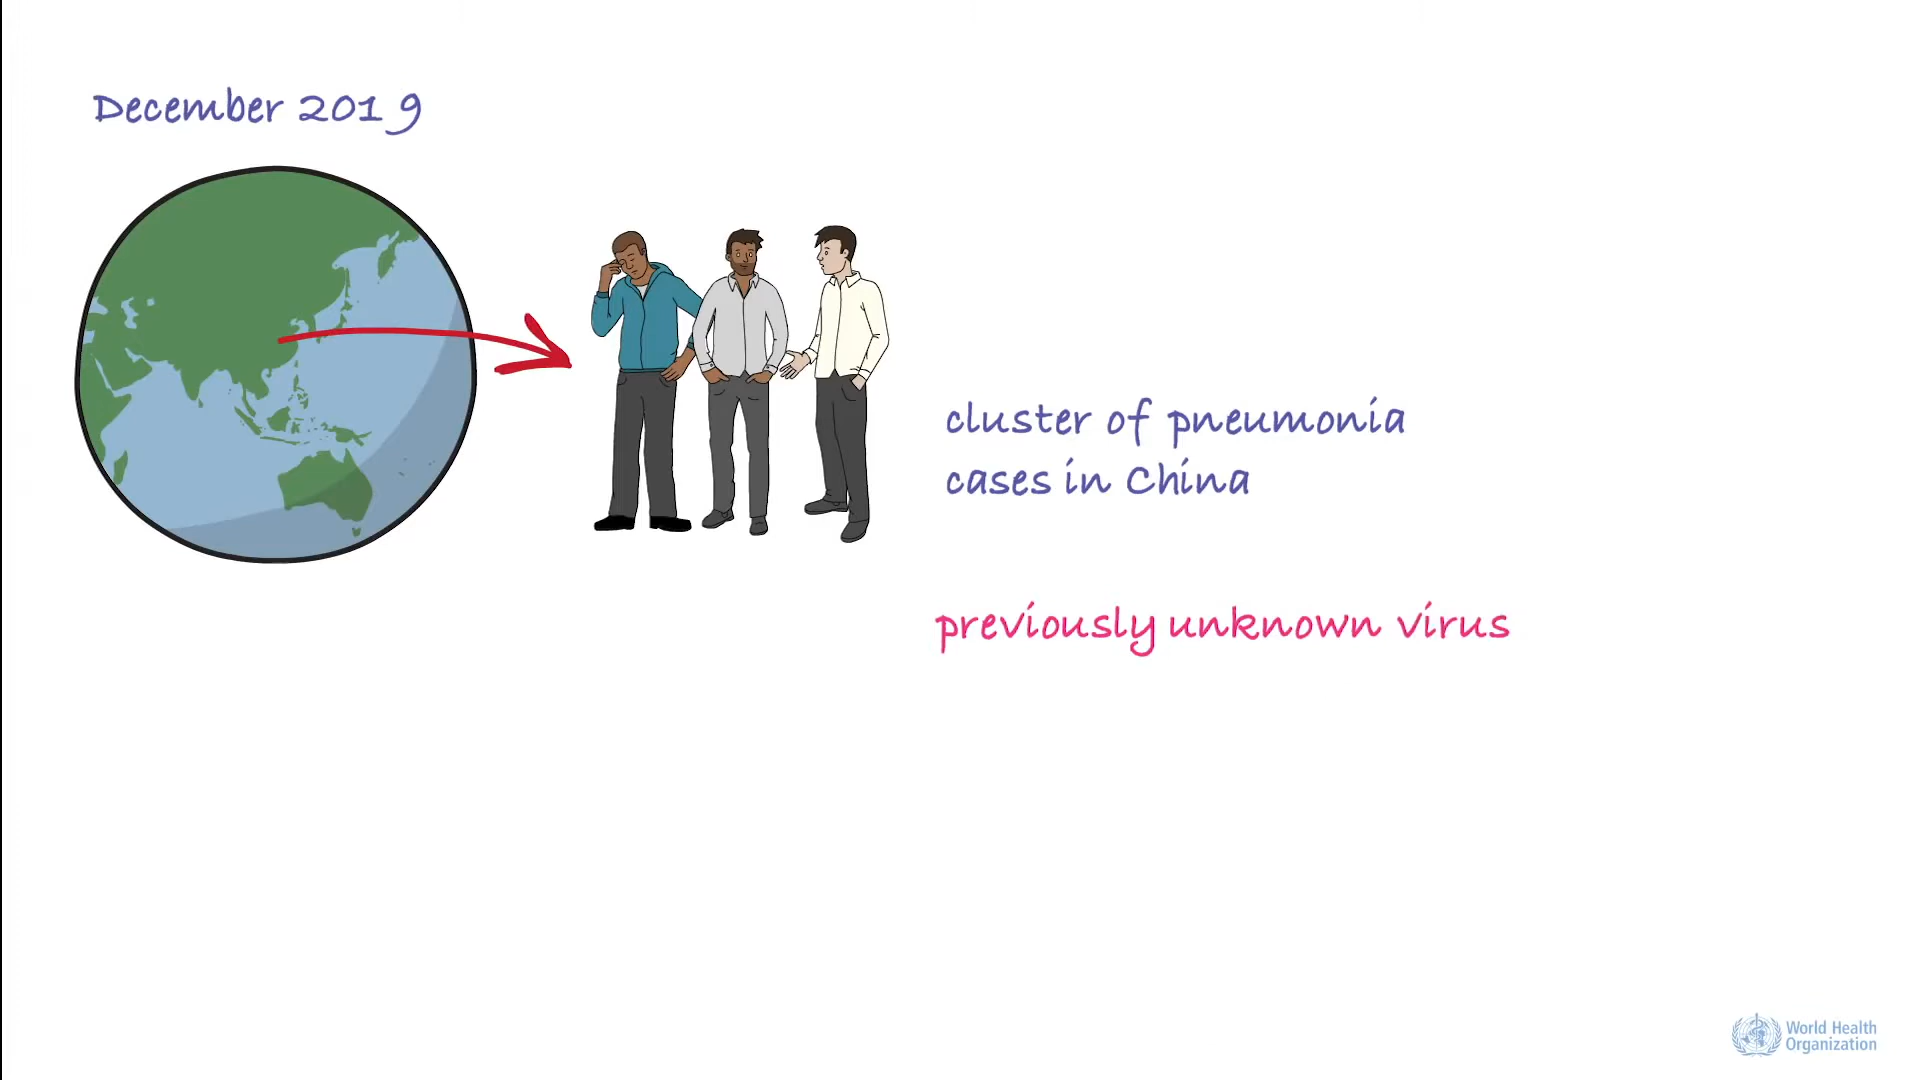 December 2019
cluster of pneumonia
cases in China
previously unknown virus
World Health
Organization